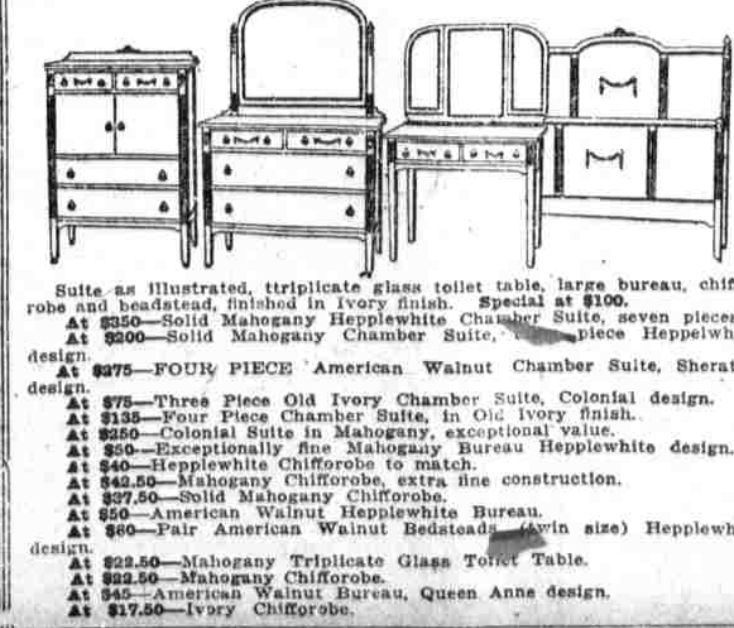 Suite as illustrated, ttriplicate glass toilet table, large bureau, chif
robe and beadstead, finished in ivory finish. Special at $100.
At $350—Solid Mahogany Hepplewhite Chamber Suite, seven pieces
At $200—Solid Mahogany Chamber Suite, piece Heppelwh
design.
At $275—FOUR PIECE American Walnut Chamber Suite, Sherat
design.
At $75—Three Piece Old Ivory Chamber Suite, Colonial design.
At $135—Four Piece Chamber Suite, in Old Ivory finish.
At $250—Colonial Suite in Mahogany, exceptional value.
At $50—Exceptionally fine Mahogany Bureau Hepplewhite design.
At $40—Hepplewhite Chifforobe to match.
At $42.50—Mahogany Chifforobe, extra fine construction.
At $37.50—Solid Mahogany Chifforobe.
At $50—American Walnut Hepplewhite Bureau.
At $60—Pair American Walnut Bedsteads (twin size) Hepplewh
design.
At $22.50—Mahogany Triplicate Glass Toilet Table.
At $22.50—Mahogany Chifforobe.
At $45—American Walnut Bureau, Queen Anne design.
At $17.50—Ivory Chifforobe.